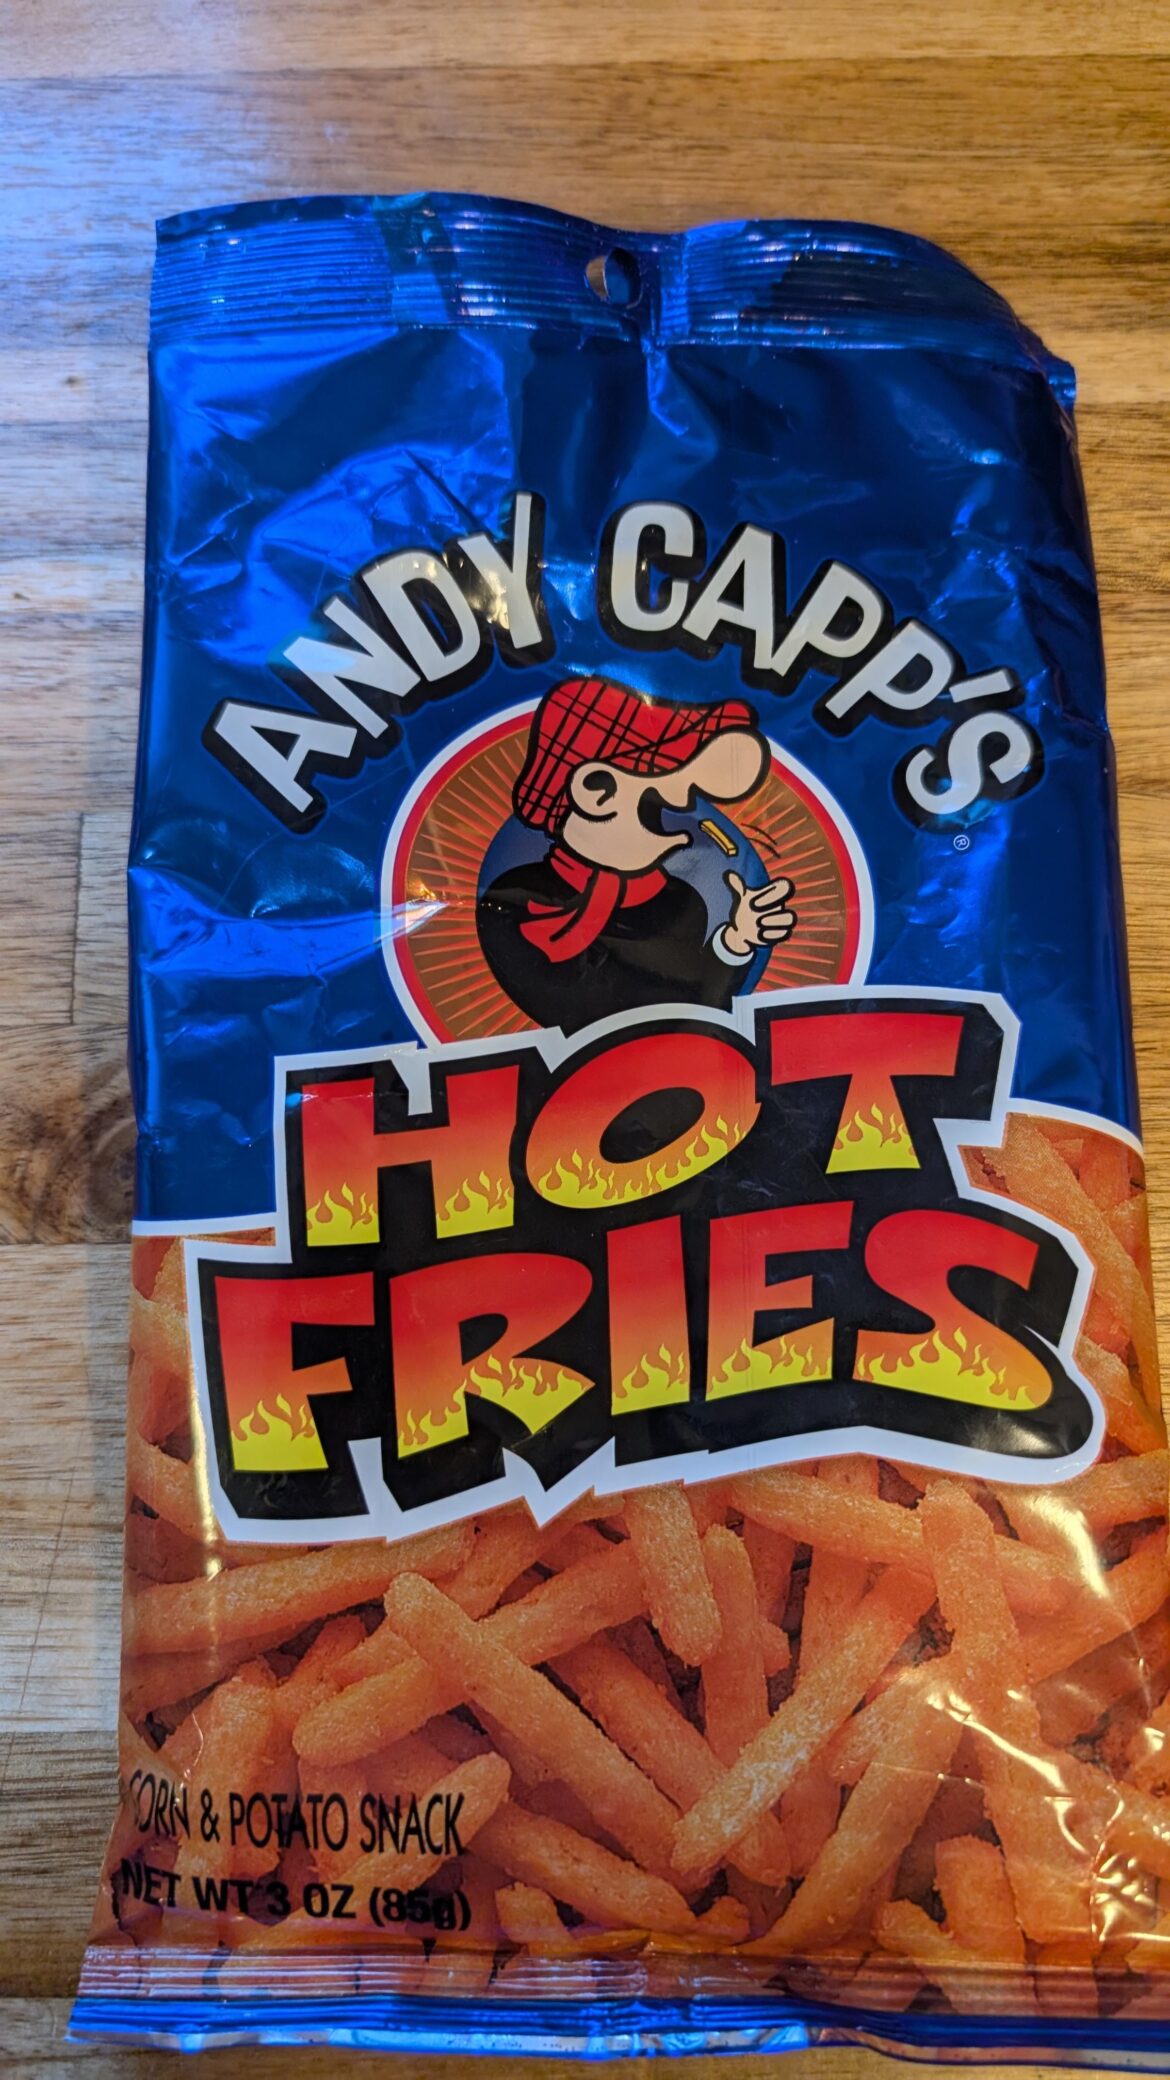 ANDY CAPP'S
®
HOT
FRIES
CORN & POTATO SNACK
NET WT 3 OZ (85g)